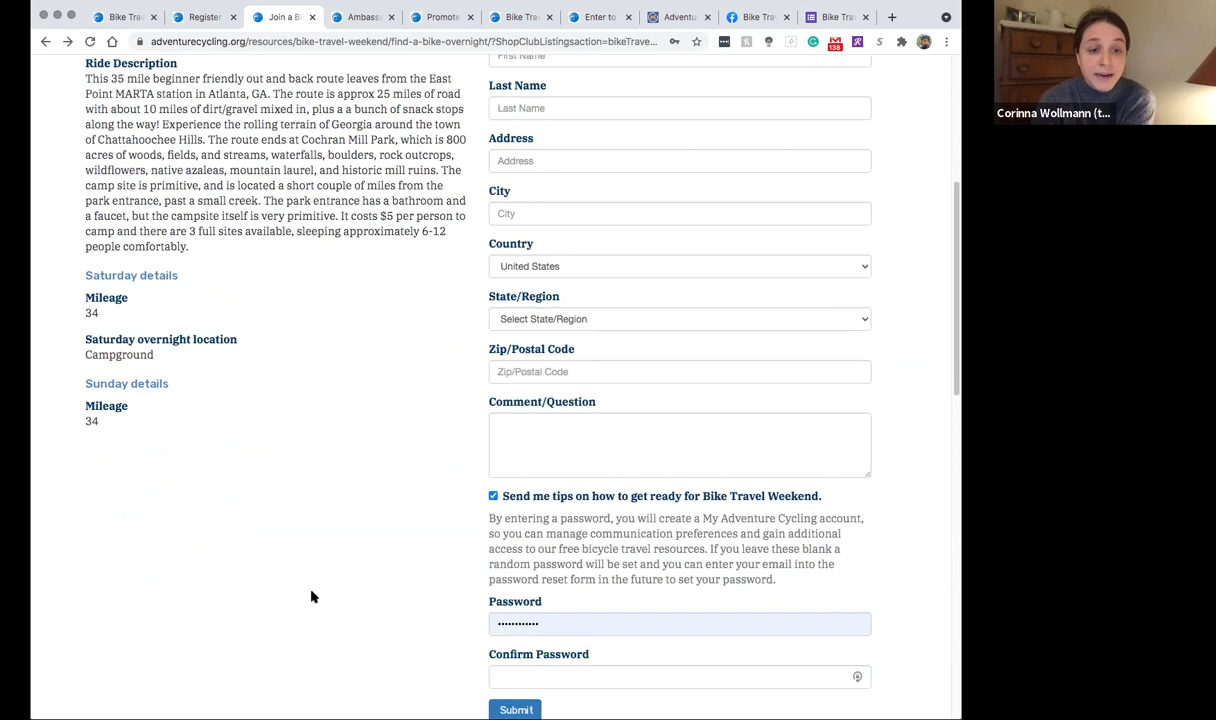 Bike Trav
Register
Join a Bi
Ambass
Promote
Bike Trav
Enter to
Adventu
Bike Trav
Bike Trav
adventurecycling.org/resources/bike-travel-weekend/find-a-bike-overnight/?ShopClubListingsaction=bikeTrave...
138
Ride Description
This 35 mile beginner friendly out and back route leaves from the East
Point MARTA station in Atlanta, GA. The route is approx 25 miles of road
with about 10 miles of dirt/gravel mixed in, plus a a bunch of snack stops
along the way! Experience the rolling terrain of Georgia around the town
of Chattahoochee Hills. The route ends at Cochran Mill Park, which is 800
acres of woods, fields, and streams, waterfalls, boulders, rock outcrops,
wildflowers, native azaleas, mountain laurel, and historic mill ruins. The
camp site is primitive, and is located a short couple of miles from the
park entrance, past a small creek. The park entrance has a bathroom and
a faucet, but the campsite itself is very primitive. It costs $5 per person to
camp and there are 3 full sites available, sleeping approximately 6-12
people comfortably.
Saturday details
Mileage
34
Saturday overnight location
Campground
Sunday details
Mileage
34
First Name
Last Name
Last Name
Address
Address
City
City
Country
United States
State/Region
Select State/Region
Zip/Postal Code
Zip/Postal Code
Comment/Question
Send me tips on how to get ready for Bike Travel Weekend.
By entering a password, you will create a My Adventure Cycling account,
so you can manage communication preferences and gain additional
access to our free bicycle travel resources. If you leave these blank a
random password will be set and you can enter your email into the
password reset form in the future to set your password.
Password
••••••••••••
Confirm Password
Submit
Corinna Wollmann (t...